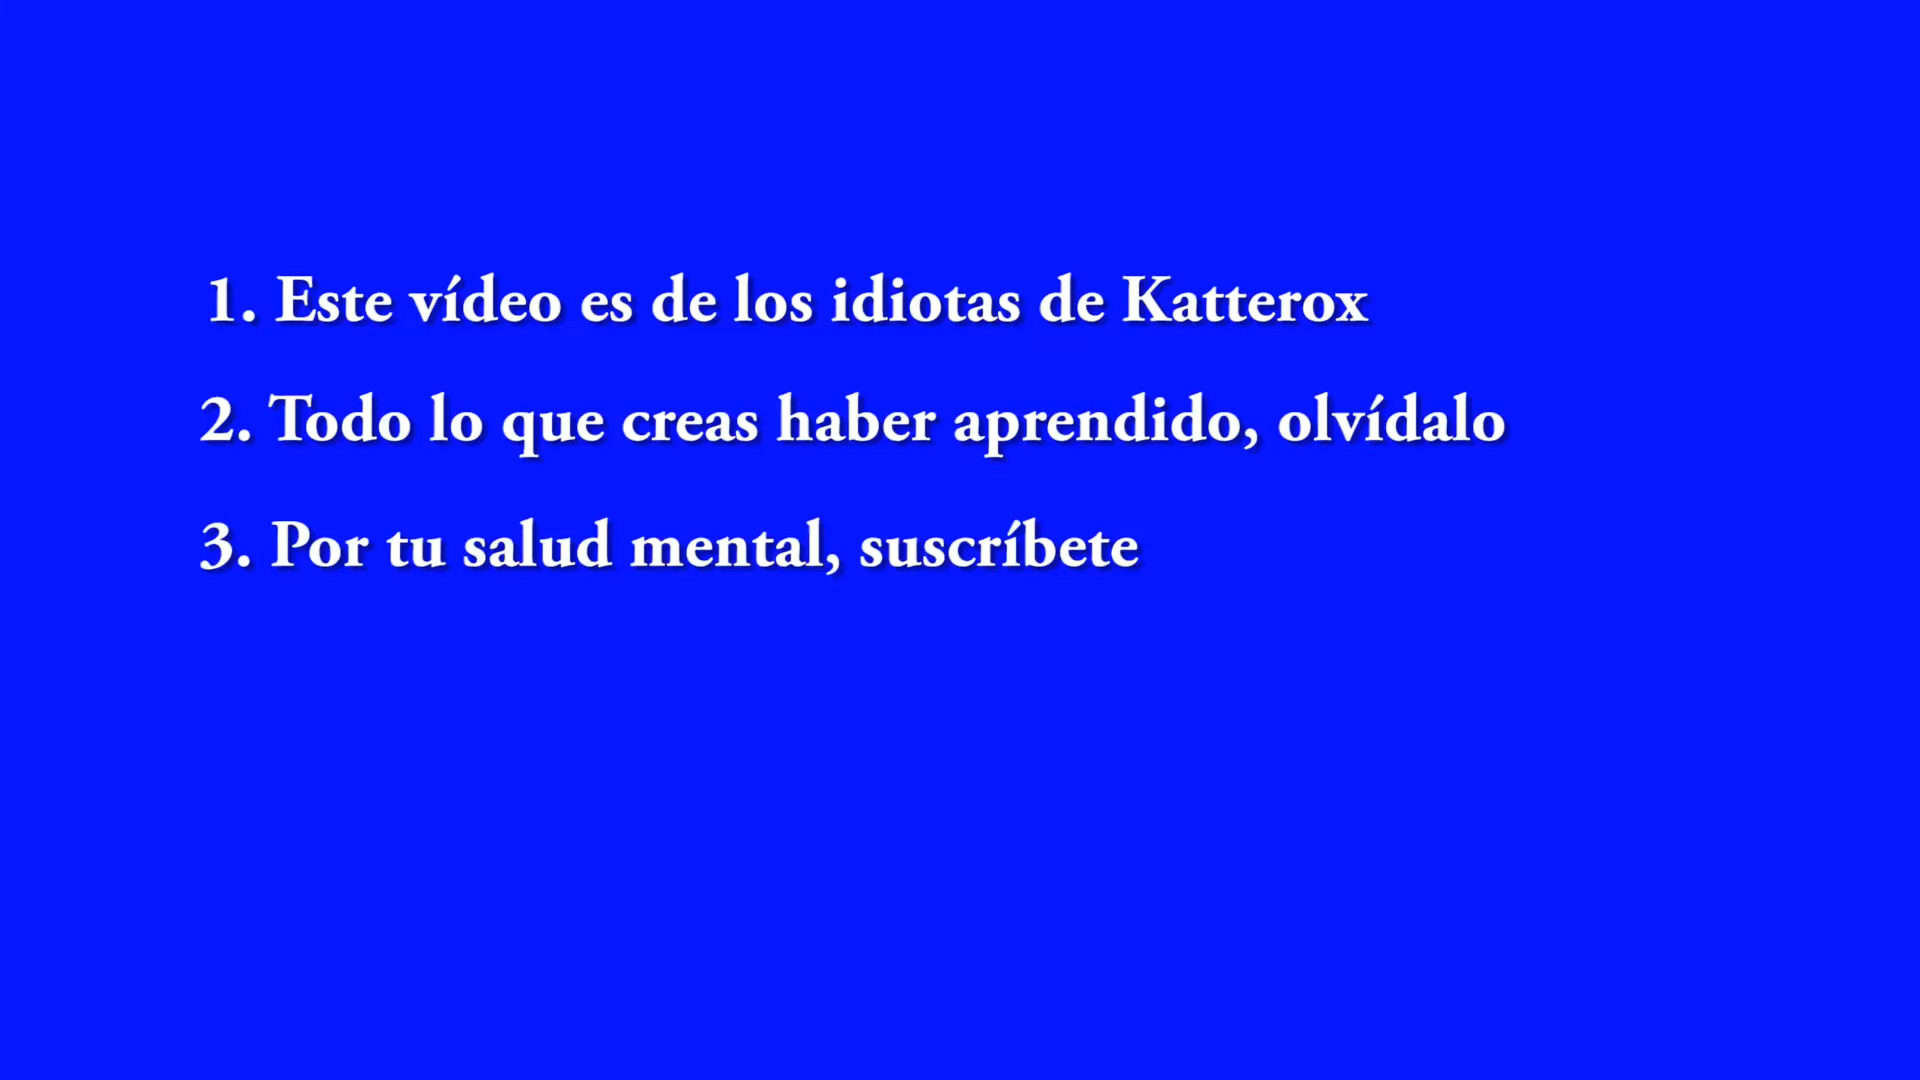 1. Este vídeo es de los idiotas de Katterox
2. Todo lo que creas haber aprendido, olvídalo
3. Por tu salud mental, suscríbete